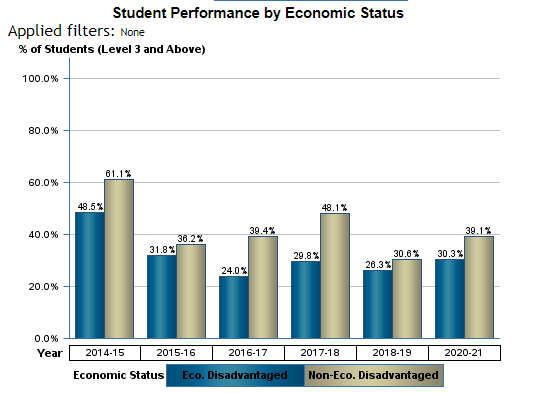 Student Performance by Economic Status
Applied filters: None
% of Students (Level 3 and Above)
100.0%
80.0%
60.0%
40.0%
20.0%
0.0%
48.5% 61.1% 31.8% 36.2% 24.0% 39.4% 29.8% 48.1% 26.3% 30.6% 30.3% 39.1%
Year 2014-15 2015-16 2016-17 2017-18 2018-19 2020-21
Economic Status Eco. Disadvantaged Non-Eco. Disadvantaged